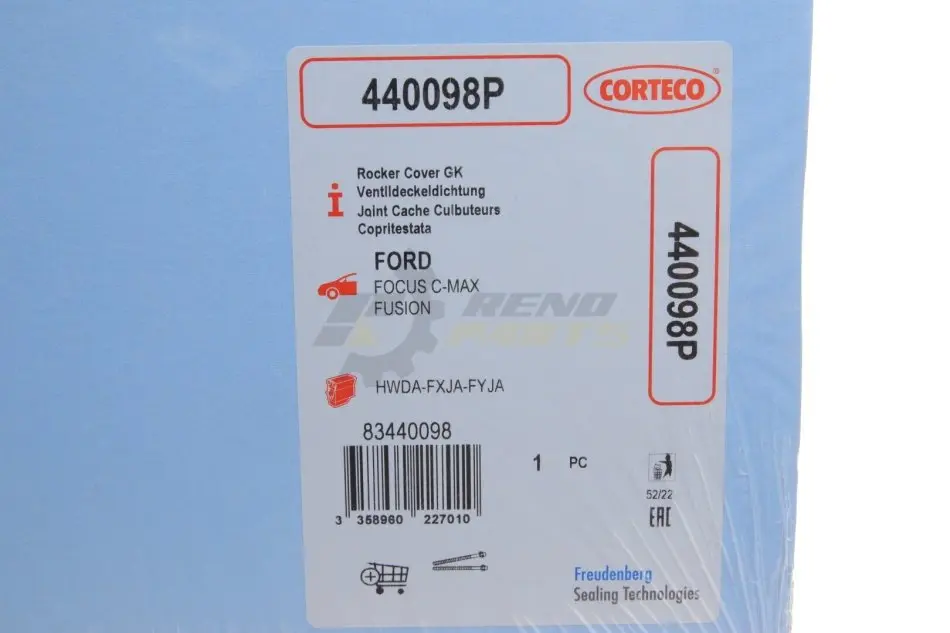 440098P
CORTECO®
Rocker Cover GK
Ventildeckeldichtung
Joint Cache Culbuteurs
Copritestata
FORD
FOCUS C-MAX
FUSION
RENO
PARTS
440098P
HWDA-FXJA-FYJA
83440098
1 PC
3 358960 227010
52/22
EAC
Freudenberg
Sealing Technologies